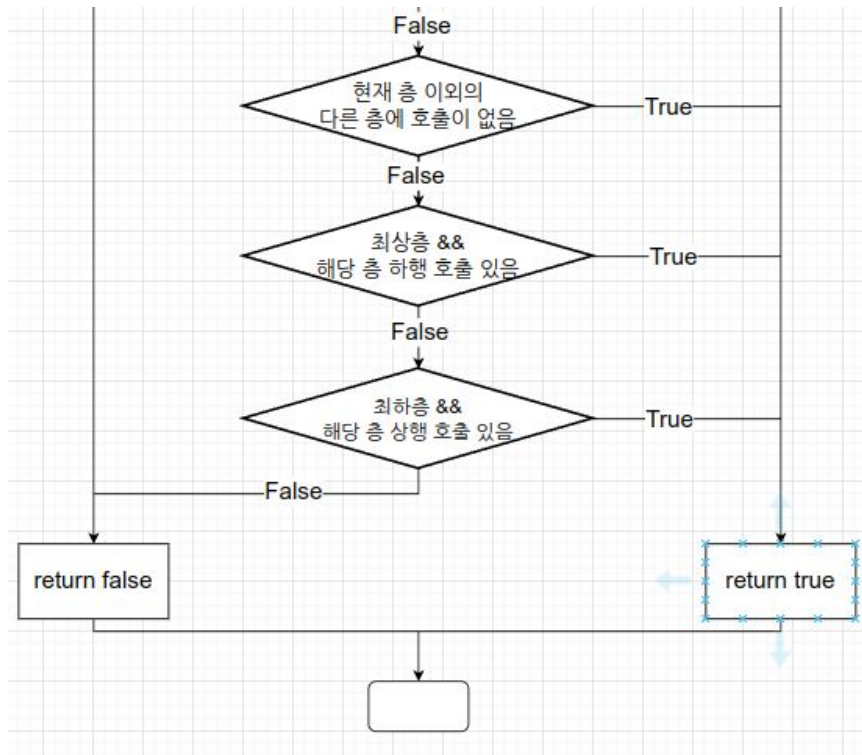 False
현재 층 이외의
다른 층에 호출이 없음
True
False
최상층 &&
해당 층 하행 호출 있음
True
False
최하층 &&
해당 층 상행 호출 있음
True
False
return false
return true